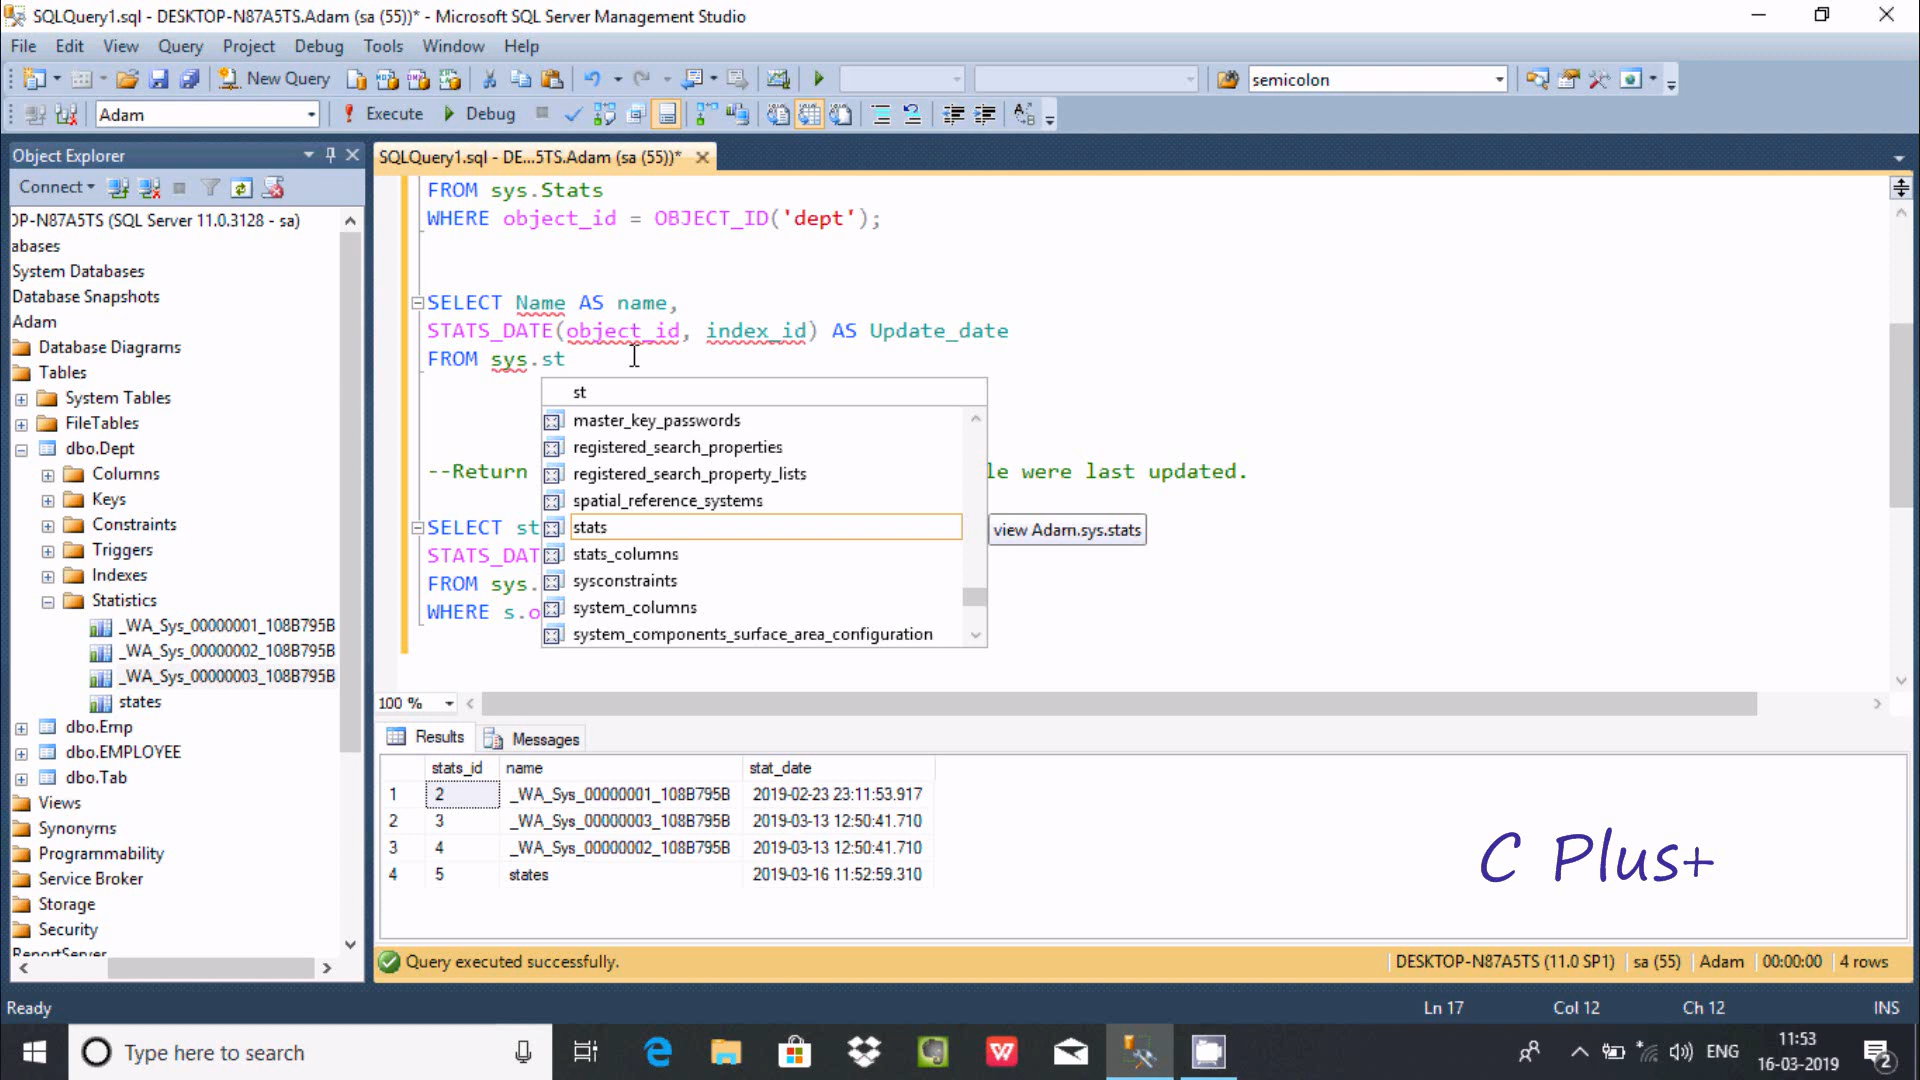 SQLQuery1.sql - DESKTOP-N87A5TS.Adam (sa (55))* - Microsoft SQL Server Management Studio
File Edit View Query Project Debug Tools Window Help
New Query
semicolon
Adam
Execute
Debug
Object Explorer
Connect
OP-N87A5TS (SQL Server 11.0.3128 - sa)
abases
System Databases
Database Snapshots
Adam
Database Diagrams
Tables
System Tables
FileTables
dbo.Dept
Columns
Keys
Constraints
Triggers
Indexes
Statistics
_WA_Sys_00000001_108B795B
_WA_Sys_00000002_108B795B
_WA_Sys_00000003_108B795B
states
dbo.Emp
dbo.EMPLOYEE
dbo.Tab
Views
Synonyms
Programmability
Service Broker
Storage
Security
ReportServer
SQLQuery1.sql - DE...5TS.Adam (sa (55))*
FROM sys.Stats
WHERE object_id = OBJECT_ID('dept');
SELECT Name AS name,
STATS_DATE(object_id, index_id) AS Update_date
FROM sys.st
st
master_key_passwords
registered_search_properties
registered_search_property_lists
spatial_reference_systems
stats
stats_columns
sysconstraints
system_columns
system_components_surface_area_configuration
view Adam.sys.stats
--Return le were last updated.
SELECT st
STATS_DAT
FROM sys.
WHERE s.o
100 %
Results
Messages
stats_id name stat_date
1 2 _WA_Sys_00000001_108B795B 2019-02-23 23:11:53.917
2 3 _WA_Sys_00000003_108B795B 2019-03-13 12:50:41.710
3 4 _WA_Sys_00000002_108B795B 2019-03-13 12:50:41.710
4 5 states 2019-03-16 11:52:59.310
C Plus+
Query executed successfully.
DESKTOP-N87A5TS (11.0 SP1) sa (55) Adam 00:00:00 4 rows
Ready
Ln 17 Col 12 Ch 12 INS
Type here to search
ENG
11:53
16-03-2019
2